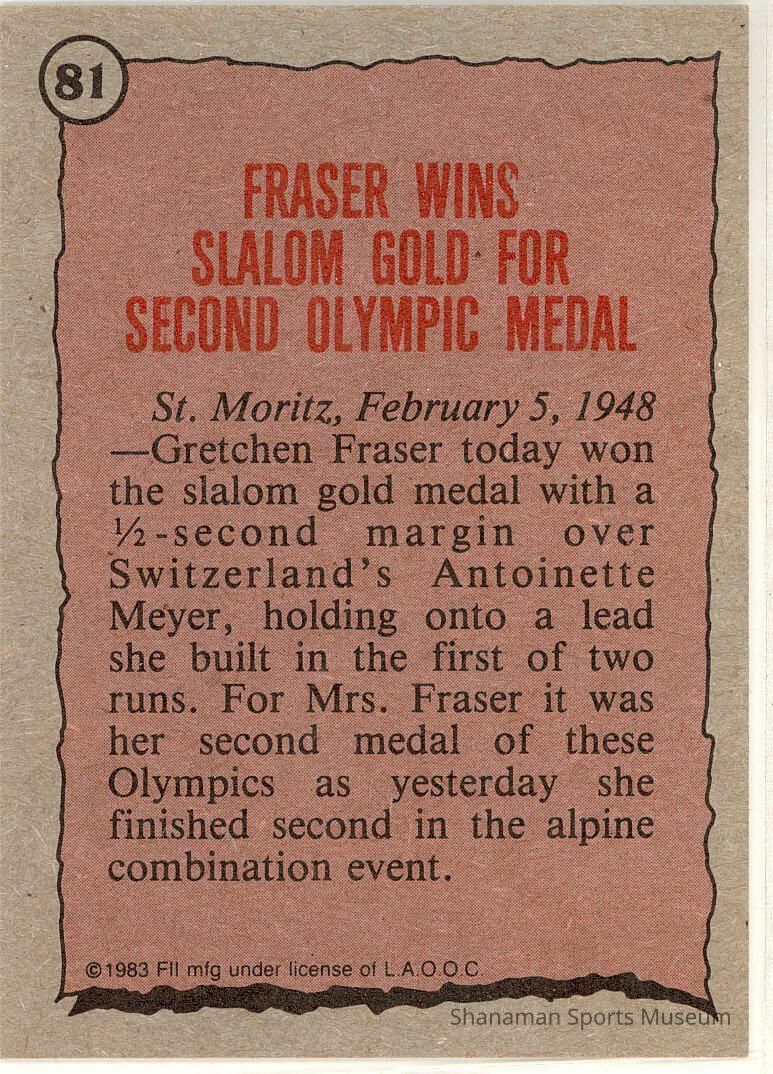 81
FRASER WINS
SLALOM GOLD FOR
SECOND OLYMPIC MEDAL
St. Moritz, February 5, 1948
—Gretchen Fraser today won
the slalom gold medal with a
½-second margin over
Switzerland's Antoinette
Meyer, holding onto a lead
she built in the first of two
runs. For Mrs. Fraser it was
her second medal of these
Olympics as yesterday she
finished second in the alpine
combination event.
©1983 FII mfg under license of L.A.O.O.C.
Shanaman Sports Museum